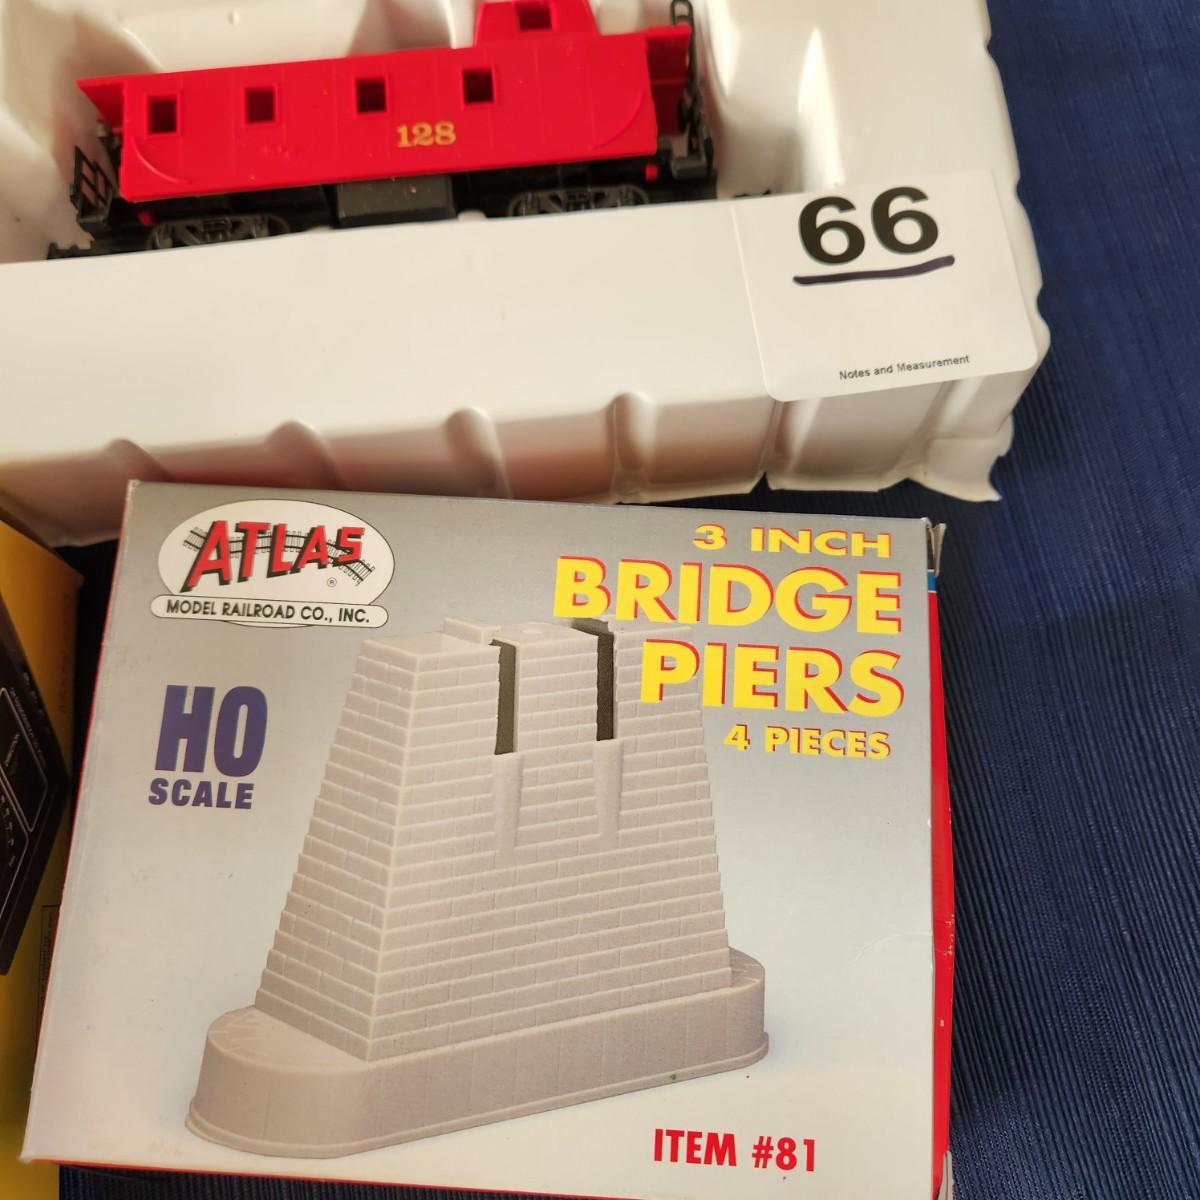 128
66
Notes and Measurement
ATLAS
®
MODEL RAILROAD CO., INC.
3 INCH
BRIDGE
PIERS
4 PIECES
HO
SCALE
ITEM #81